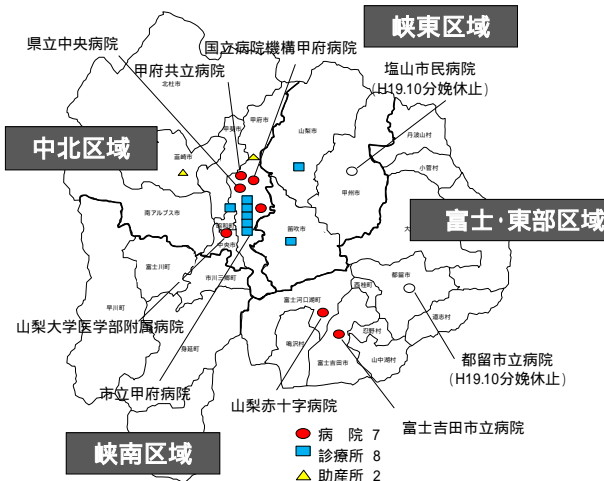 峡東区域
県立中央病院
国立病院機構甲府病院
甲府共立病院
塩山市民病院
(H19.10分娩休止)
北杜市
甲府市
甲斐市
山梨市
丹波山村
中北区域
韮崎市
小菅村
甲州市
南アルプス市
昭和町
笛吹市
富士・東部区域
大
中央市
富士川町
市川三郷町
都留市
西桂町
早川町
富士河口湖町
道志村
忍野村
山梨大学医学部附属病院
鳴沢村
身延町
山中湖村
富士吉田市
都留市立病院
(H19.10分娩休止)
市立甲府病院
山梨赤十字病院
富士吉田市立病院
峡南区域
病 院 7
診療所 8
助産所 2